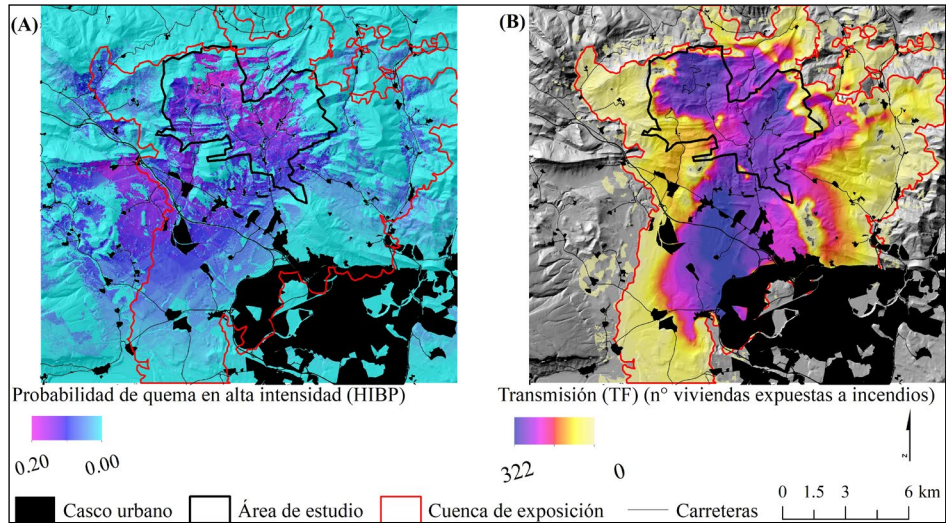 (A)
(B)
Probabilidad de quema en alta intensidad (HIBP)
0.20 0.00
Transmisión (TF) (n° viviendas expuestas a incendios)
322 0
N
Casco urbano Área de estudio Cuenca de exposición Carreteras
0 1.5 3 6 km